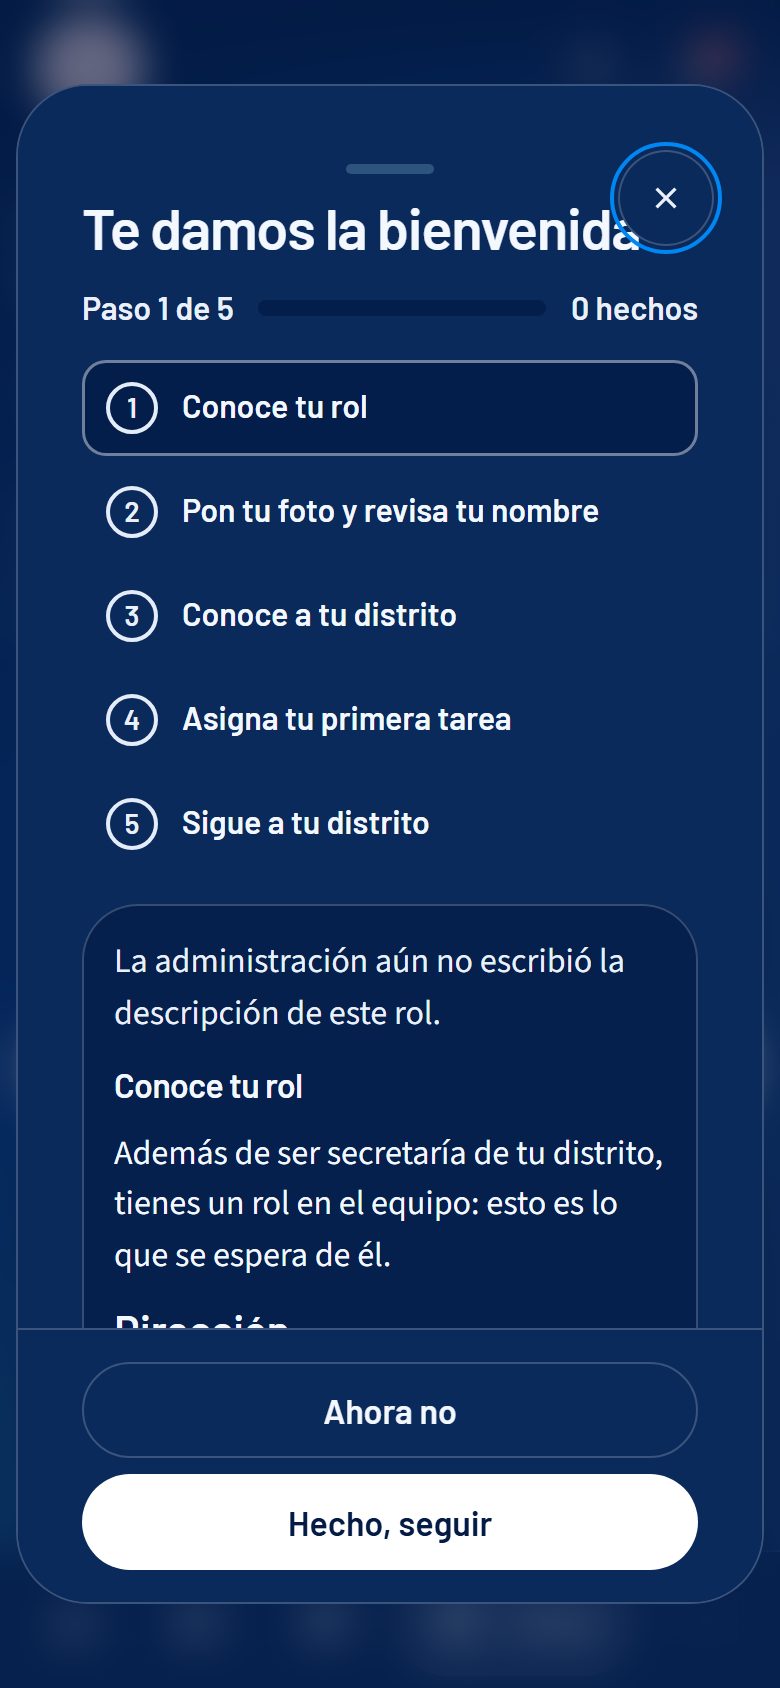 Te damos la bienvenida
Paso 1 de 5
0 hechos
1 Conoce tu rol
2 Pon tu foto y revisa tu nombre
3 Conoce a tu distrito
4 Asigna tu primera tarea
5 Sigue a tu distrito
La administración aún no escribió la
descripción de este rol.
Conoce tu rol
Además de ser secretaría de tu distrito,
tienes un rol en el equipo: esto es lo
que se espera de él.
Dirección
Ahora no
Hecho, seguir